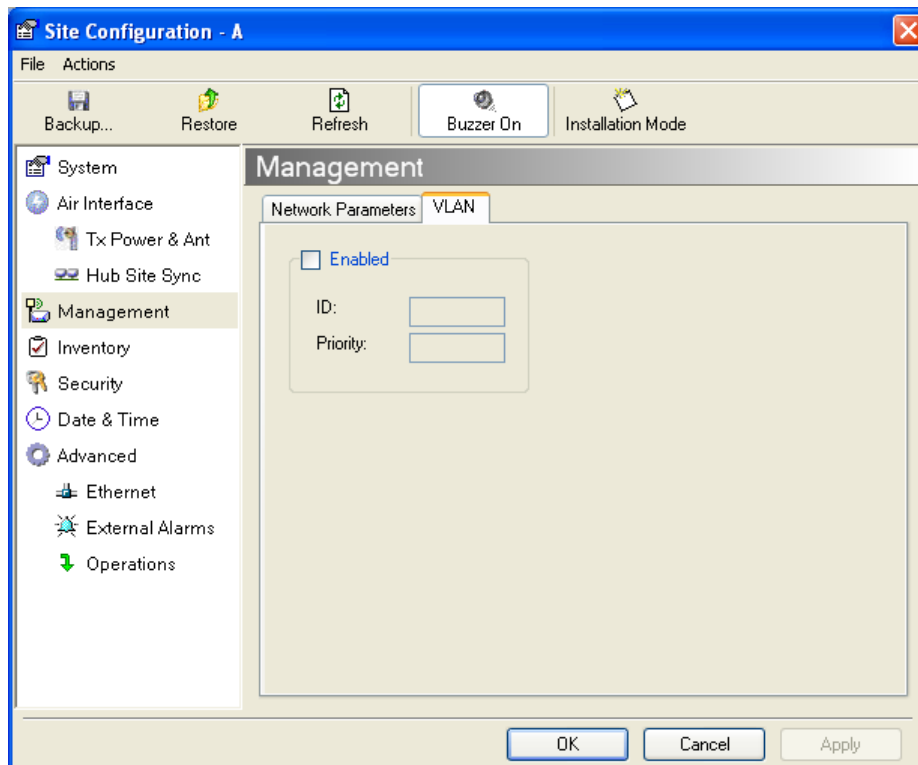 Site Configuration - A
File Actions
Backup... Restore Refresh Buzzer On Installation Mode
System
Air Interface
Tx Power & Ant
Hub Site Sync
Management
Inventory
Security
Date & Time
Advanced
Ethernet
External Alarms
Operations
Management
Network Parameters VLAN
Enabled
ID:
Priority:
OK Cancel Apply